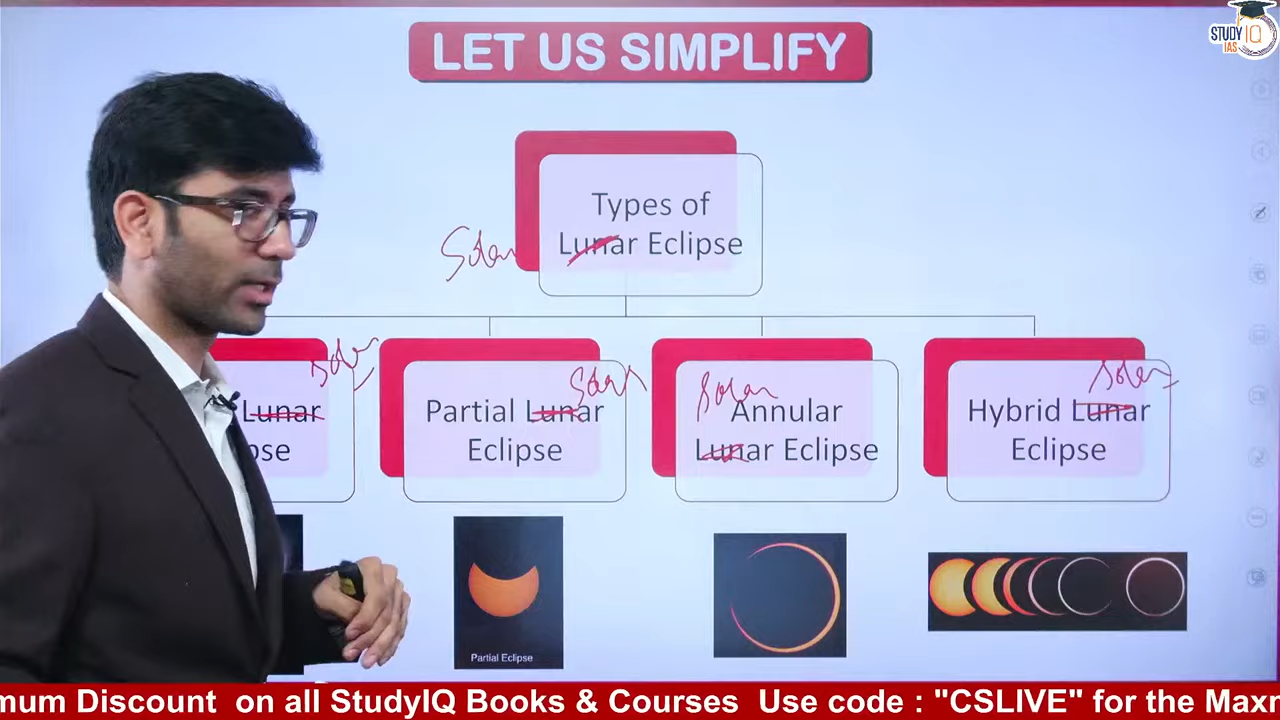 LET US SIMPLIFY
STUDY IQ
IAS
Types of
Lunar Eclipse
Solar
Solar
Lunar
pse
Partial Lunar
Eclipse
Solar
Solar
Annular
Lunar Eclipse
Solar
Hybrid Lunar
Eclipse
Partial Eclipse
mum Discount on all StudyIQ Books & Courses Use code : "CSLIVE" for the Maxm